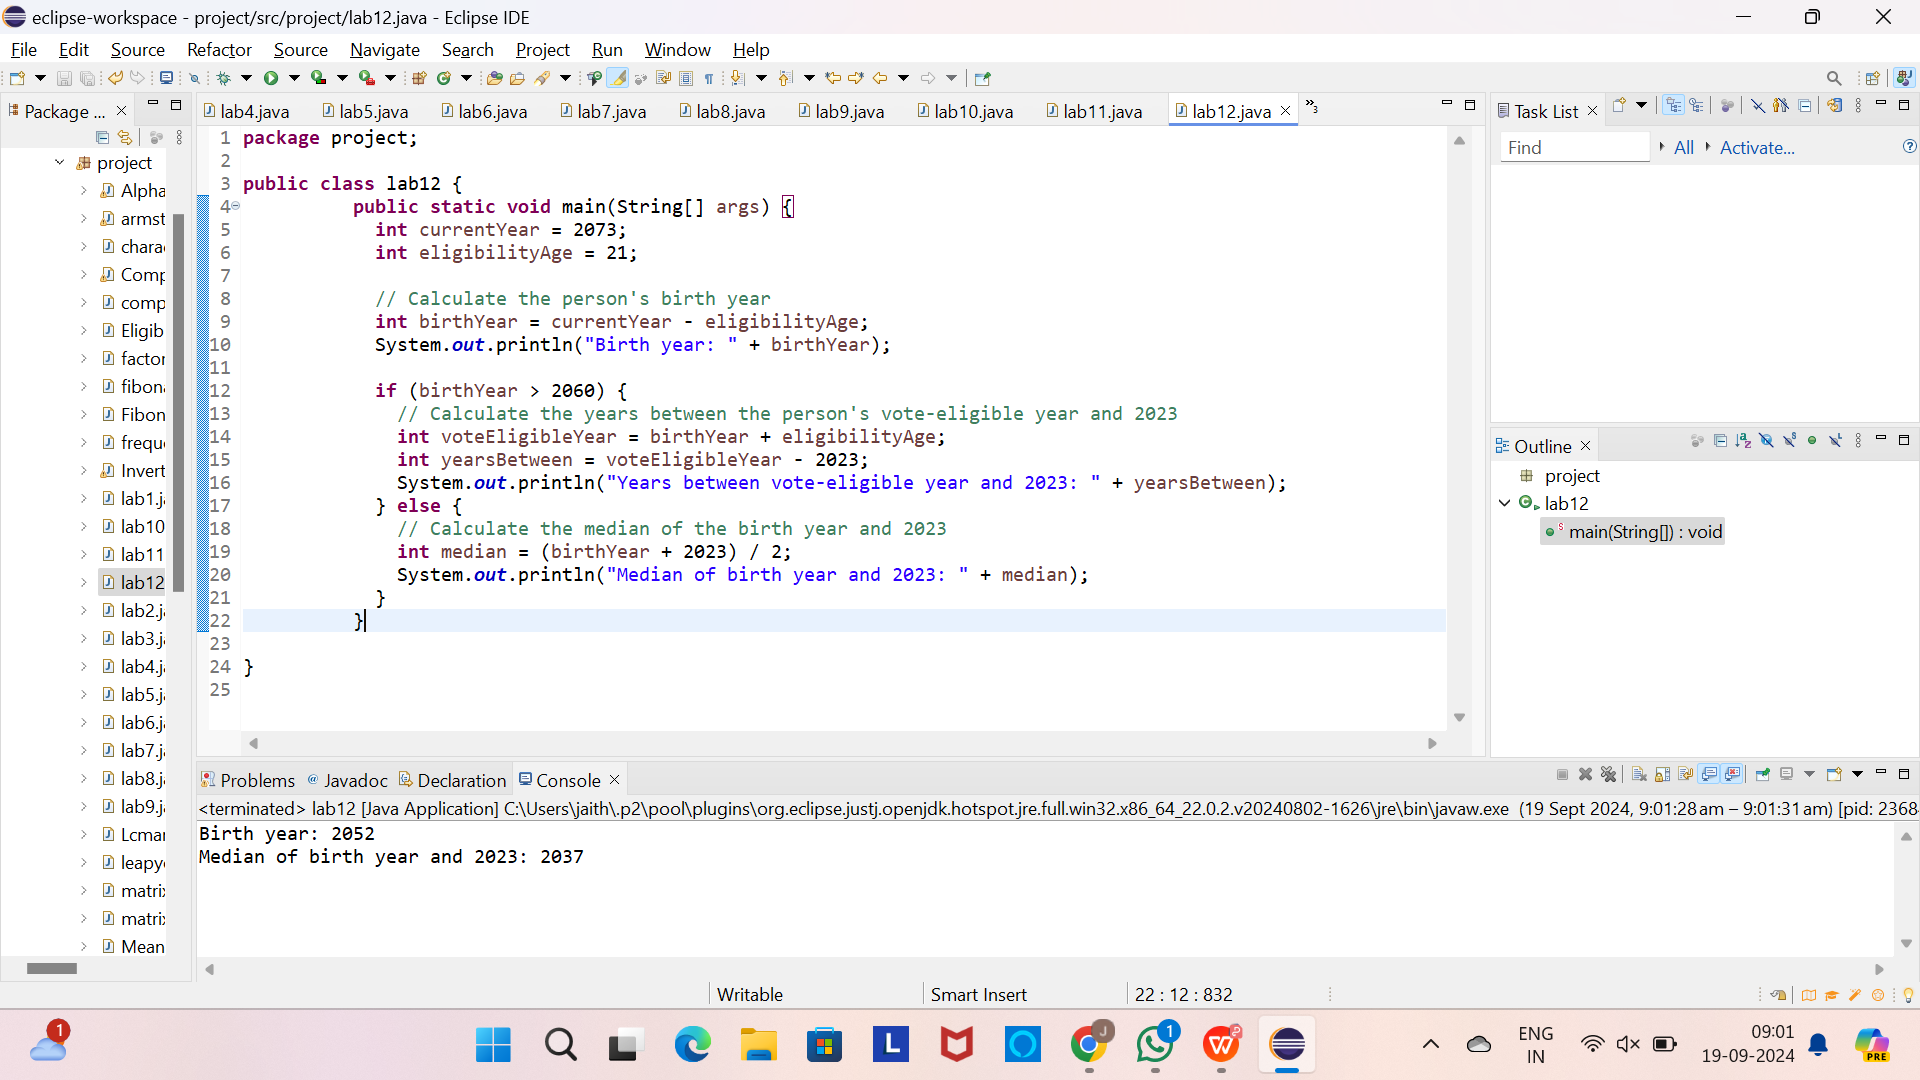 eclipse-workspace - project/src/project/lab12.java - Eclipse IDE
File Edit Source Refactor Source Navigate Search Project Run Window Help
Package ...
lab4.java lab5.java lab6.java lab7.java lab8.java lab9.java lab10.java lab11.java lab12.java »3
project
Alpha
armst
chara
Comp
comp
Eligib
factor
fibona
Fibon
freque
Invert
lab1.j
lab10
lab11
lab12
lab2.j
lab3.j
lab4.j
lab5.j
lab6.j
lab7.j
lab8.j
lab9.j
Lcmar
leapy
matrix
matrix
Mean
1 package project;
2
3 public class lab12 {
4 public static void main(String[] args) {
5 int currentYear = 2073;
6 int eligibilityAge = 21;
7
8 // Calculate the person's birth year
9 int birthYear = currentYear - eligibilityAge;
10 System.out.println("Birth year: " + birthYear);
11
12 if (birthYear > 2060) {
13 // Calculate the years between the person's vote-eligible year and 2023
14 int voteEligibleYear = birthYear + eligibilityAge;
15 int yearsBetween = voteEligibleYear - 2023;
16 System.out.println("Years between vote-eligible year and 2023: " + yearsBetween);
17 } else {
18 // Calculate the median of the birth year and 2023
19 int median = (birthYear + 2023) / 2;
20 System.out.println("Median of birth year and 2023: " + median);
21 }
22 }
23
24 }
25
Task List
Find All Activate...
Outline
project
lab12
main(String[]) : void
Problems @ Javadoc Declaration Console
<terminated> lab12 [Java Application] C:\Users\jaith\.p2\pool\plugins\org.eclipse.justj.openjdk.hotspot.jre.full.win32.x86_64_22.0.2.v20240802-1626\jre\bin\javaw.exe (19 Sept 2024, 9:01:28 am – 9:01:31 am) [pid: 2368
Birth year: 2052
Median of birth year and 2023: 2037
Writable Smart Insert 22 : 12 : 832
1
L
J
1
ENG
IN
09:01
19-09-2024
PRE